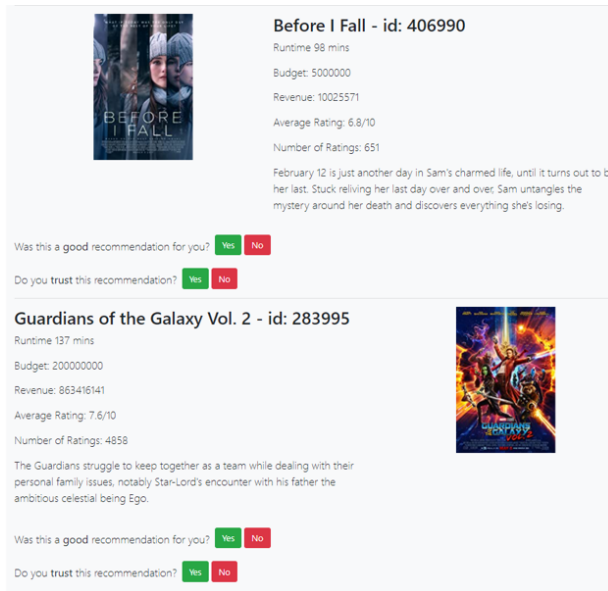 BEFORE
I FALL
Before I Fall - id: 406990
Runtime 98 mins
Budget: 5000000
Revenue: 10025571
Average Rating: 6.8/10
Number of Ratings: 651
February 12 is just another day in Sam's charmed life, until it turns out to b
her last. Stuck reliving her last day over and over, Sam untangles the
mystery around her death and discovers everything she's losing.
Was this a good recommendation for you? Yes No
Do you trust this recommendation? Yes No
Guardians of the Galaxy Vol. 2 - id: 283995
Runtime 137 mins
Budget: 200000000
Revenue: 863416141
Average Rating: 7.6/10
Number of Ratings: 4858
The Guardians struggle to keep together as a team while dealing with their
personal family issues, notably Star-Lord's encounter with his father the
ambitious celestial being Ego.
GUARDIANS
GALAXY
VOL. 2
Was this a good recommendation for you? Yes No
Do you trust this recommendation? Yes No